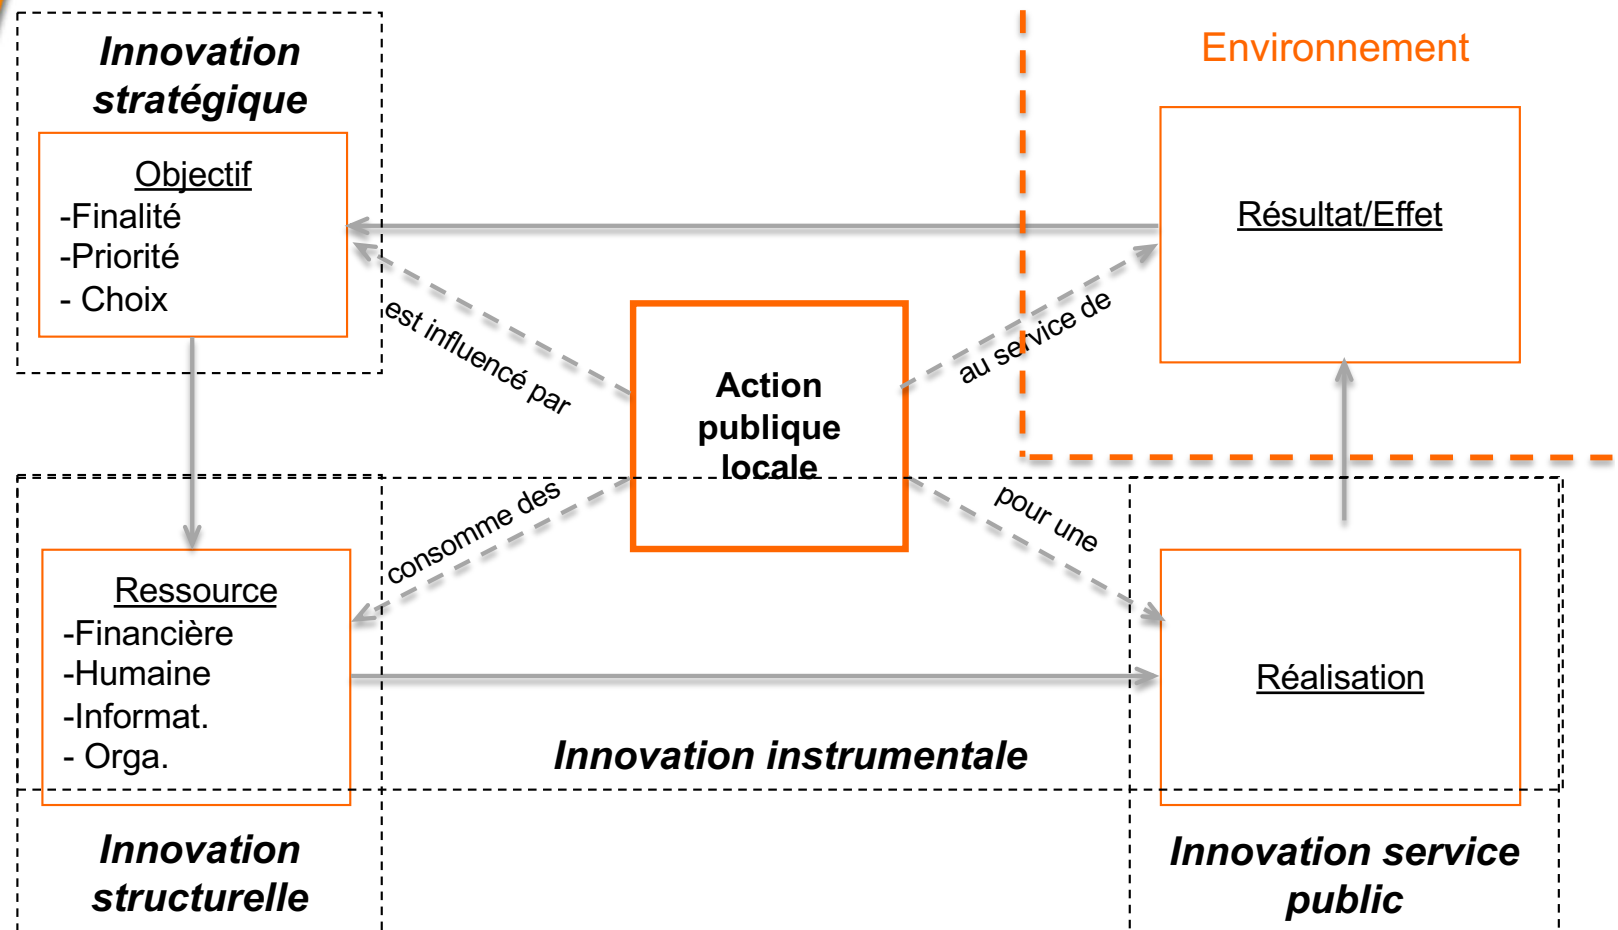 Innovation
stratégique
Objectif
-Finalité
-Priorité
- Choix
Environnement
Résultat/Effet
est influencé par
au service de
Action
publique
locale
consomme des
pour une
Ressource
-Financière
-Humaine
-Informat.
- Orga.
Réalisation
Innovation instrumentale
Innovation
structurelle
Innovation service
public